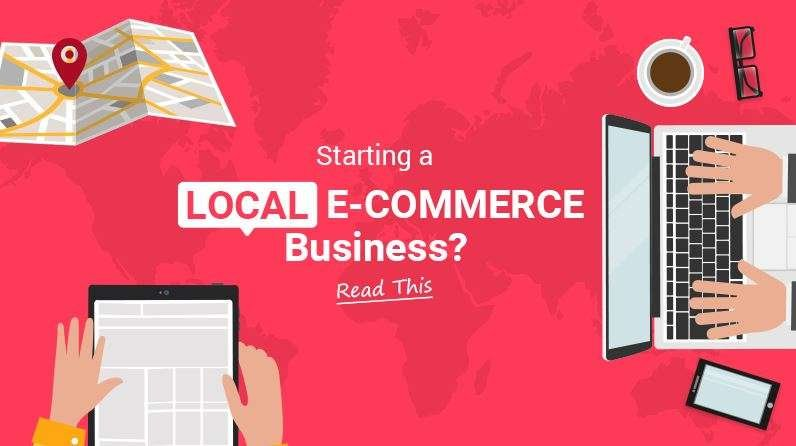 Starting a
LOCAL E-COMMERCE
Business?
Read This